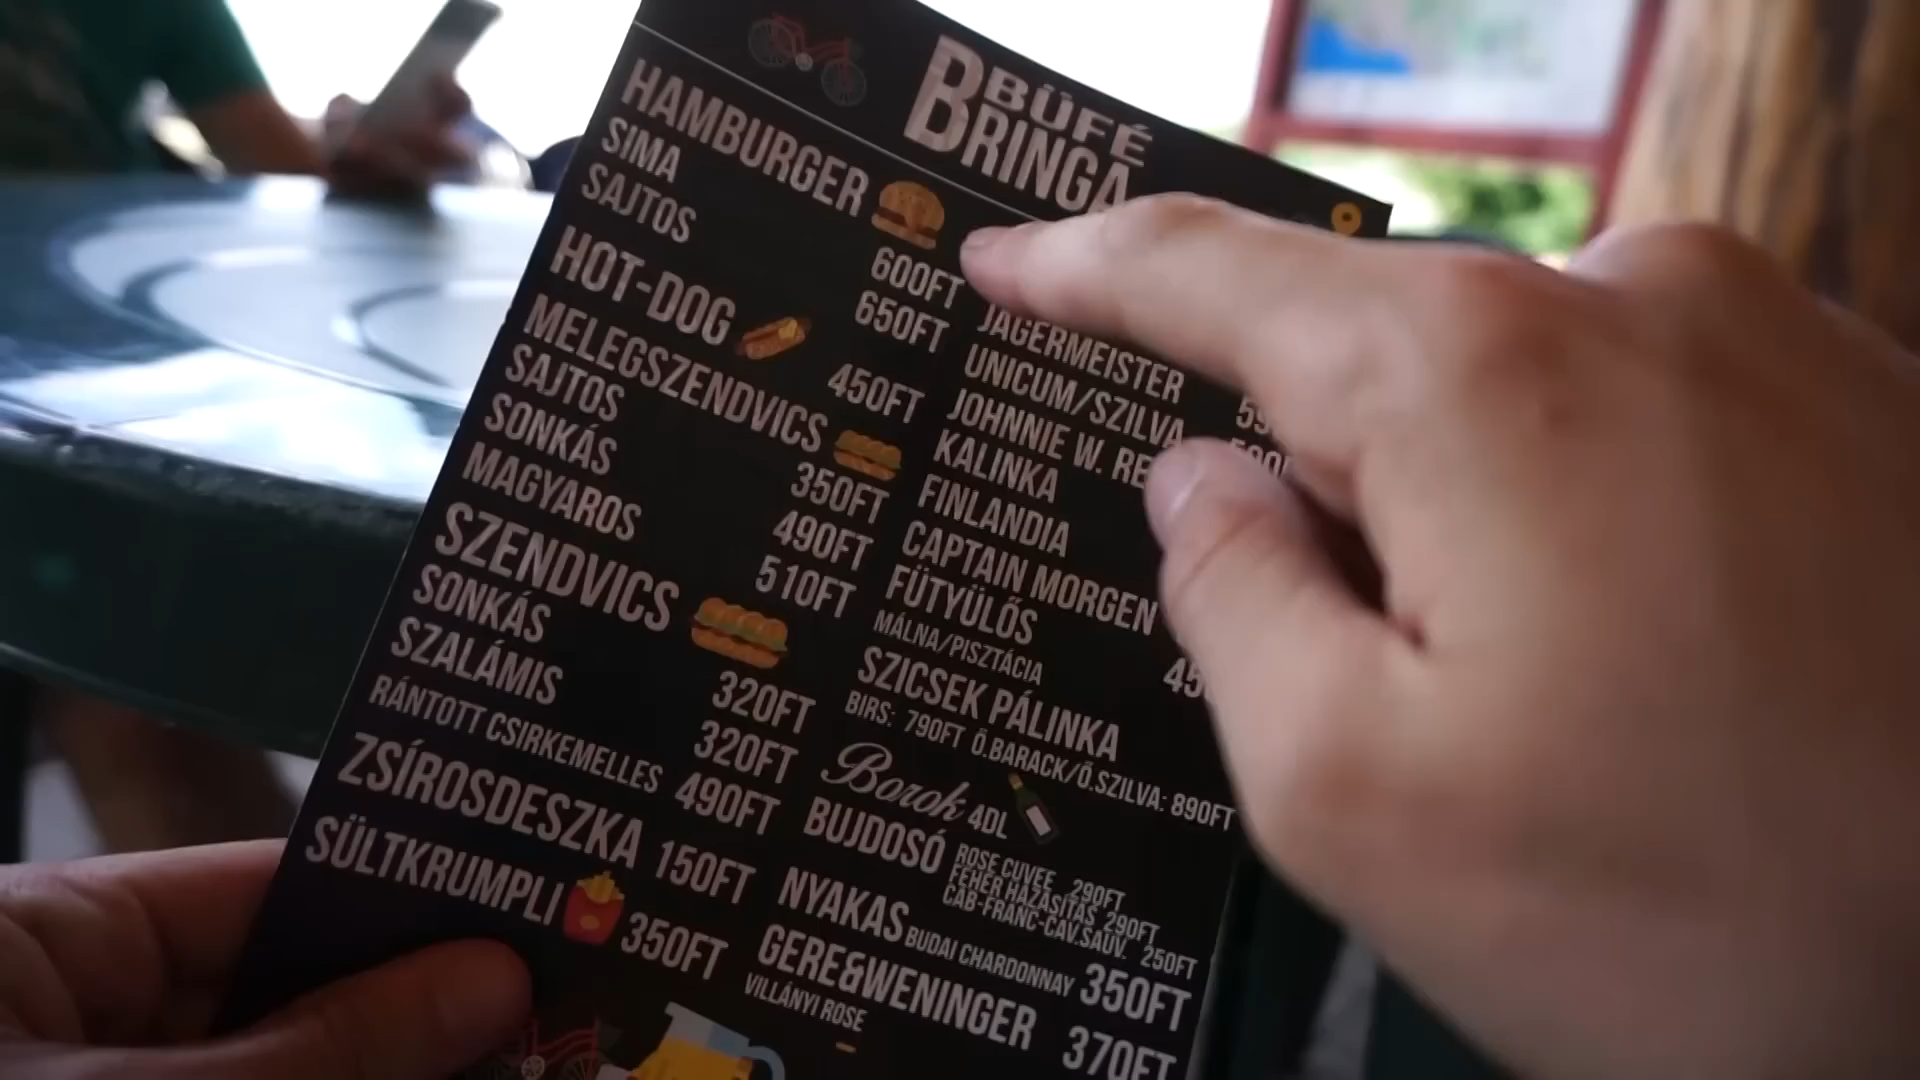 BÜFÉ
BRINGA
HAMBURGER
SIMA 600FT
SAJTOS 650FT
HOT-DOG 450FT
MELEGSZENDVICS
SAJTOS 350FT
SONKÁS 490FT
MAGYAROS 510FT
SZENDVICS
SONKÁS 320FT
SZALÁMIS 320FT
RÁNTOTT CSIRKEMELLES 490FT
ZSÍROSDESZKA 150FT
SÜLTKRUMPLI 350FT
JÄGERMEISTER
UNICUM/SZILVA
JOHNNIE W.
KALINKA
FINLANDIA
CAPTAIN MORGEN
FÜTYÜLŐS
MÁLNA/PISZTÁCIA
SZICSEK PÁLINKA
BIRS: 790FT Ő.BARACK/Ő.SZILVA: 890FT
Borok 4DL
BUJDOSÓ
ROSE CUVEE 290FT
FEHÉR HÁZASÍTÁS 290FT
CAB-FRANC-CAV.SAUV. 250FT
NYAKAS BUDAI CHARDONNAY 350FT
GERE&WENINGER
VILLÁNYI ROSE 370FT